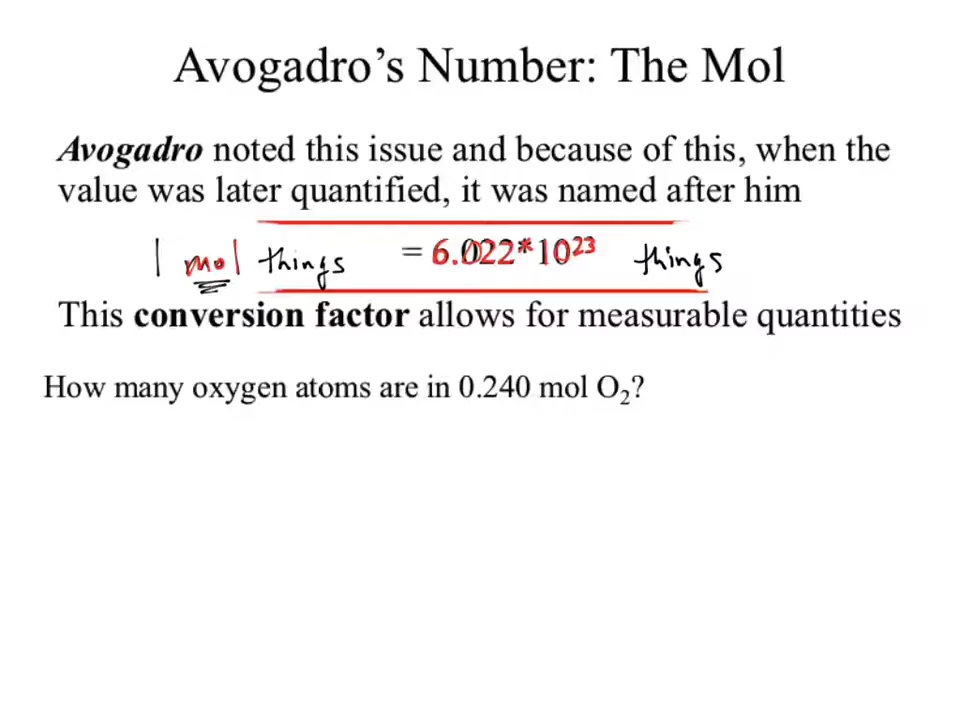 Avogadro's Number: The Mol
Avogadro noted this issue and because of this, when the
value was later quantified, it was named after him
1 mol things = 6.022*10²³ things
This conversion factor allows for measurable quantities
How many oxygen atoms are in 0.240 mol O₂?